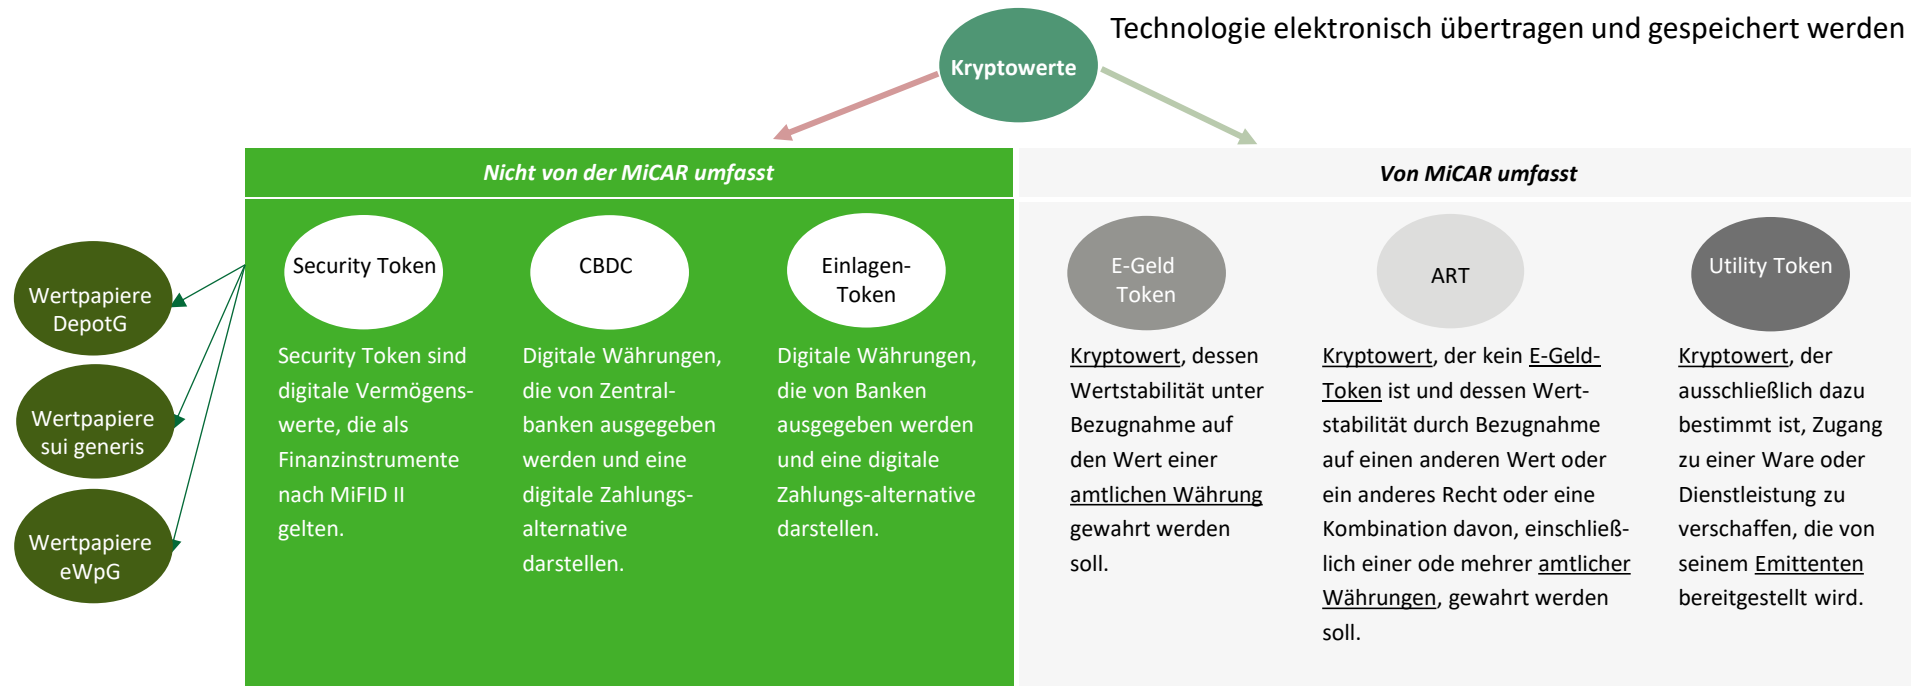 Technologie elektronisch übertragen und gespeichert werden
Kryptowerte
Nicht von der MiCAR umfasst
Von MiCAR umfasst
Wertpapiere
DepotG
Wertpapiere
sui generis
Wertpapiere
eWpG
Security Token
Security Token sind
digitale Vermögens-
werte, die als
Finanzinstrumente
nach MiFID II
gelten.
CBDC
Digitale Währungen,
die von Zentral-
banken ausgegeben
werden und eine
digitale Zahlungs-
alternative
darstellen.
Einlagen-
Token
Digitale Währungen,
die von Banken
ausgegeben werden
und eine digitale
Zahlungs-alternative
darstellen.
E-Geld
Token
Kryptowert, dessen
Wertstabilität unter
Bezugnahme auf
den Wert einer
amtlichen Währung
gewahrt werden
soll.
ART
Kryptowert, der kein E-Geld-
Token ist und dessen Wert-
stabilität durch Bezugnahme
auf einen anderen Wert oder
ein anderes Recht oder eine
Kombination davon, einschließ-
lich einer ode mehrer amtlicher
Währungen, gewahrt werden
soll.
Utility Token
Kryptowert, der
ausschließlich dazu
bestimmt ist, Zugang
zu einer Ware oder
Dienstleistung zu
verschaffen, die von
seinem Emittenten
bereitgestellt wird.